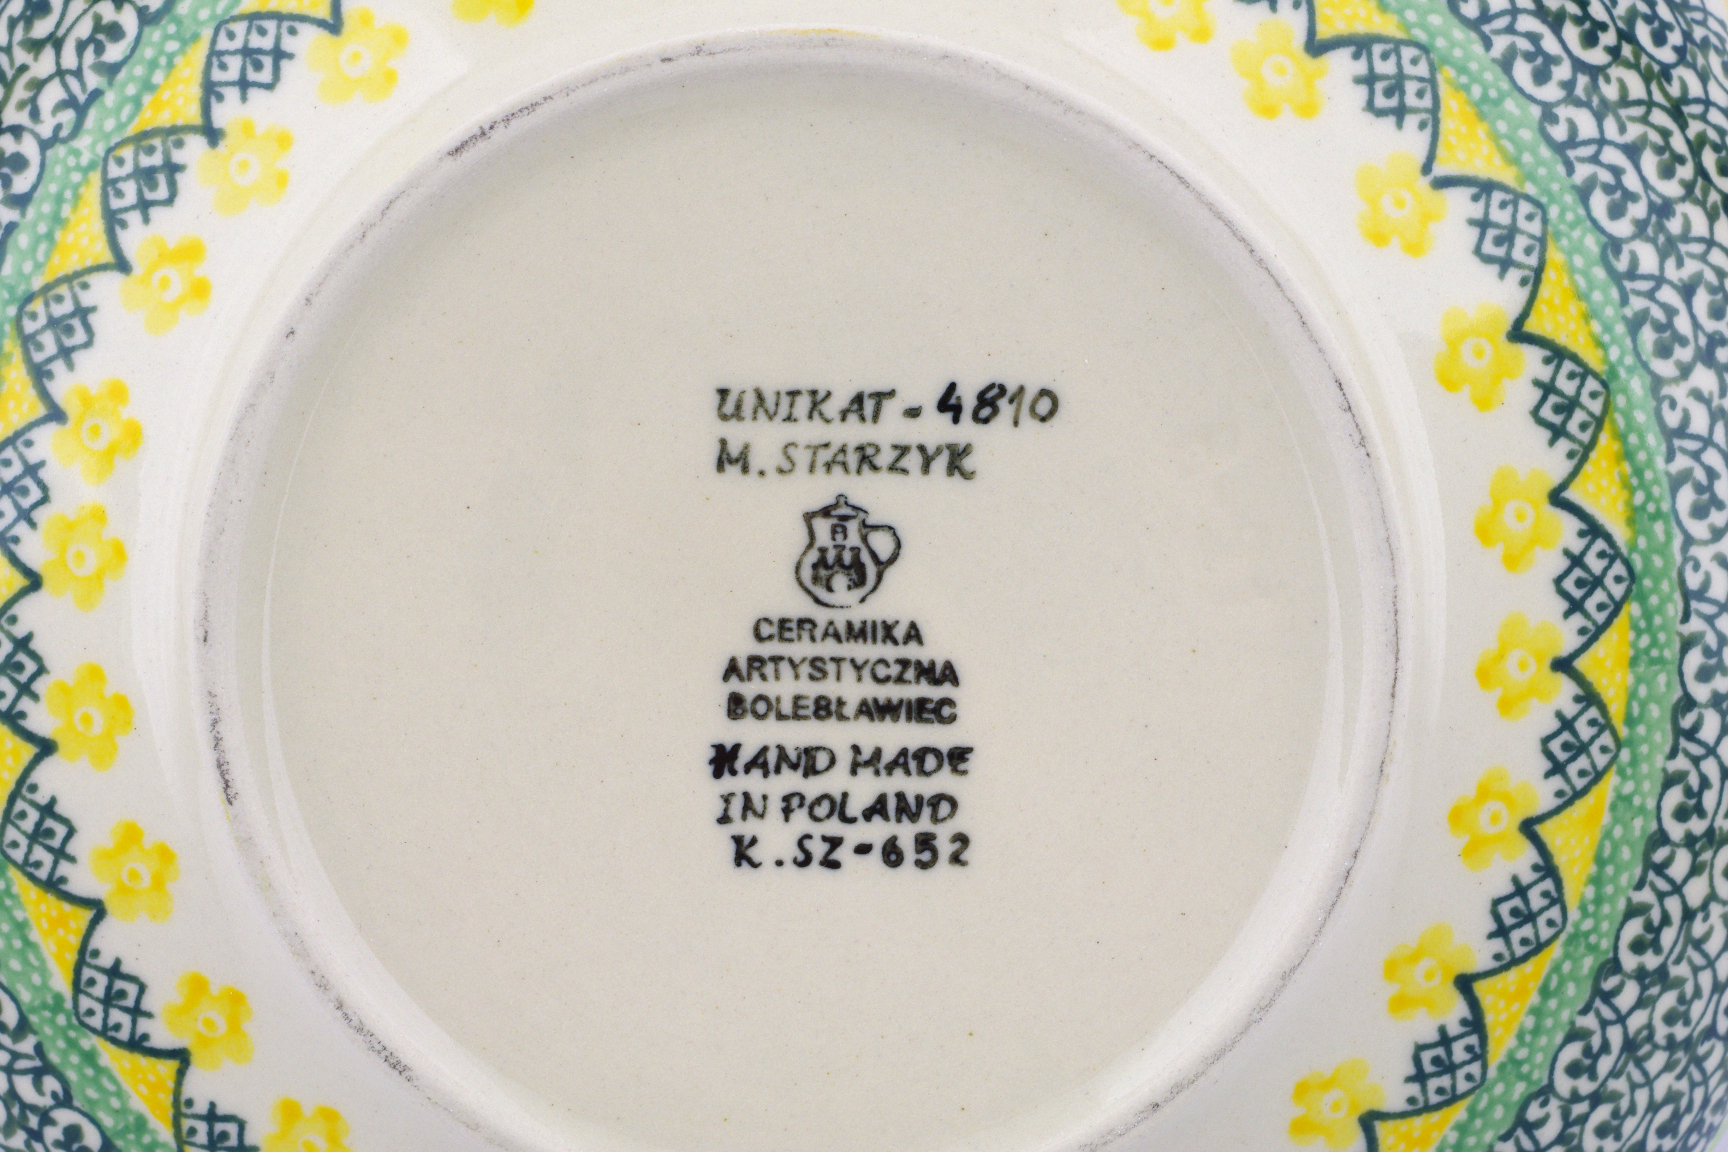 UNIKAT-4810
M. STARZYK
CERAMIKA
ARTYSTYCZNA
BOLESŁAWIEC
HAND MADE
IN POLAND
K. SZ-652